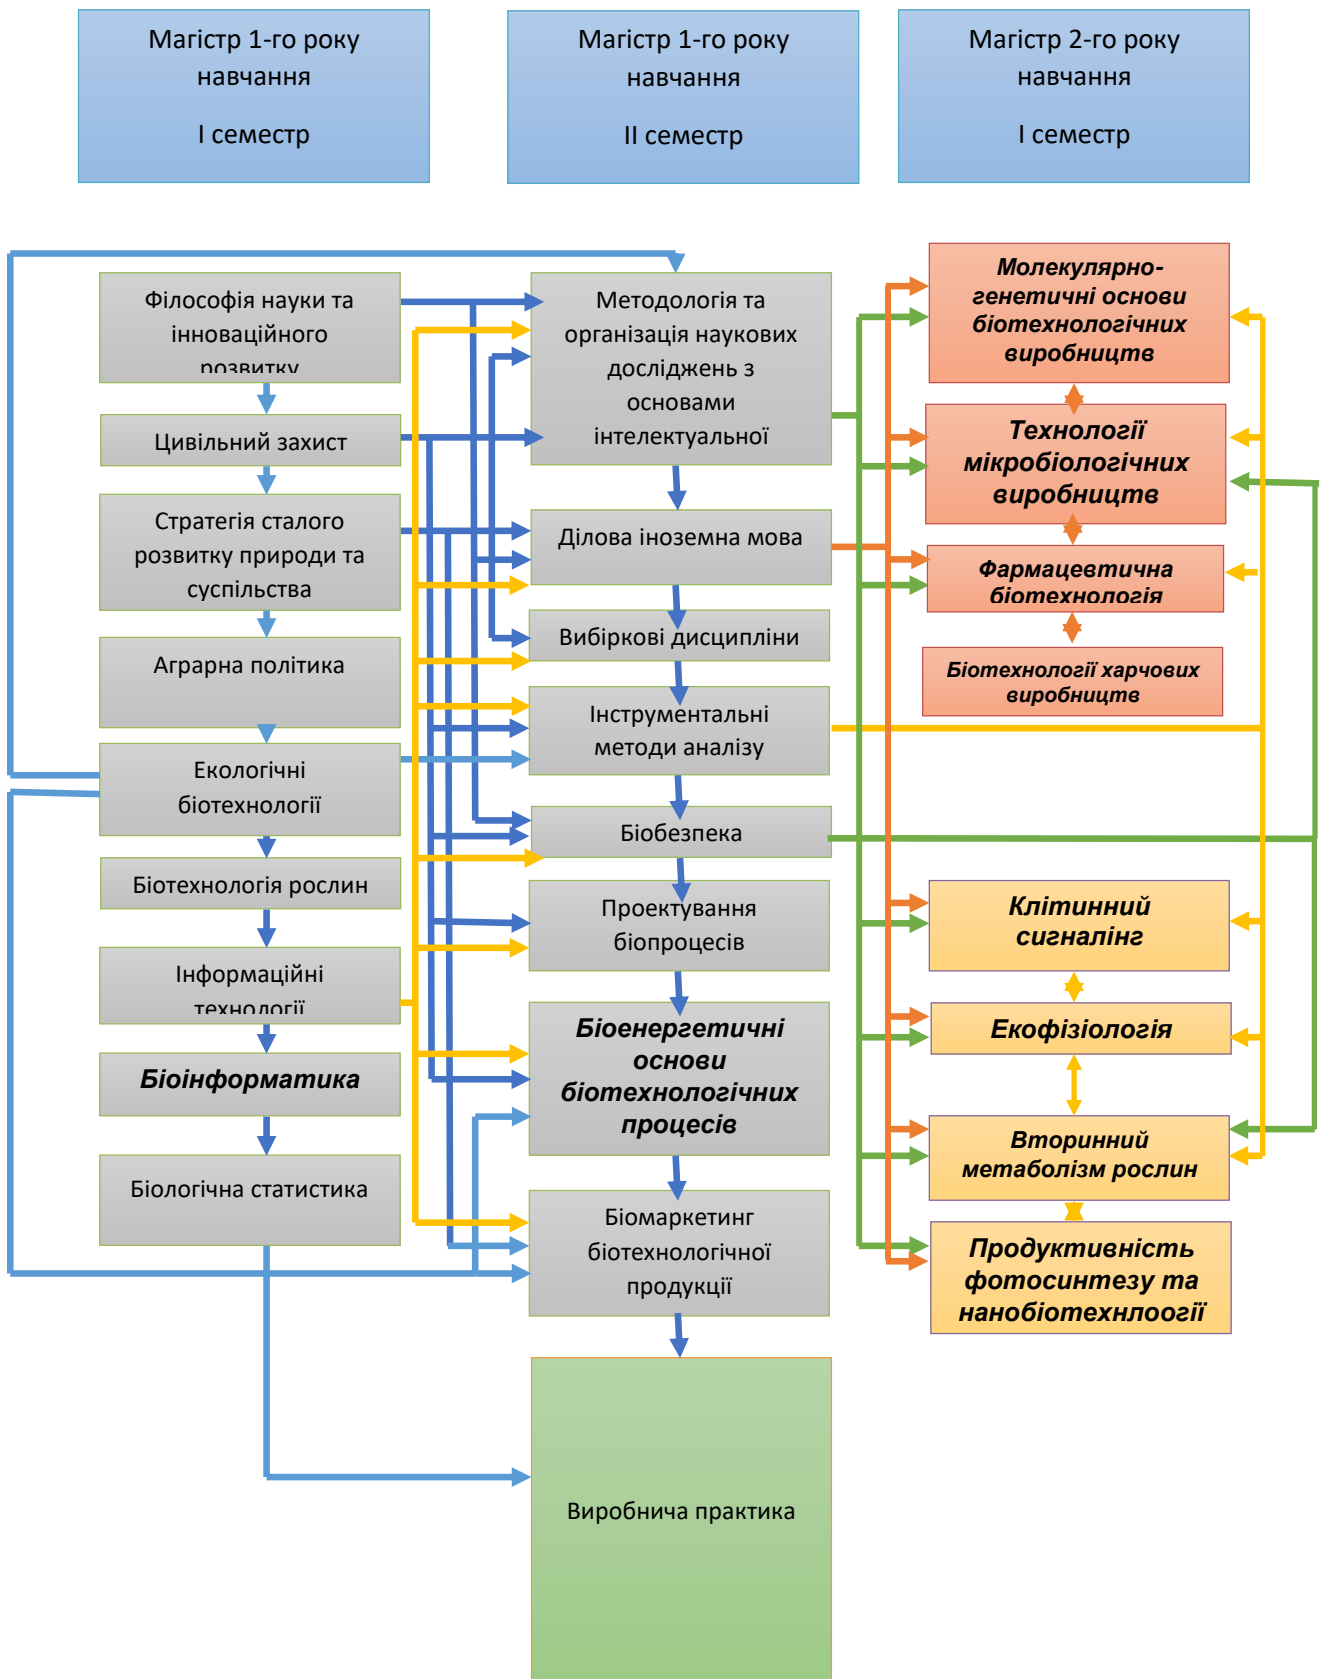 Магістр 1-го року
навчання
І семестр
Магістр 1-го року
навчання
ІІ семестр
Магістр 2-го року
навчання
І семестр
Філософія науки та
інноваційного
розвитку
Цивільний захист
Стратегія сталого
розвитку природи та
суспільства
Аграрна політика
Екологічні
біотехнології
Біотехнологія рослин
Інформаційні
технології
Біоінформатика
Біологічна статистика
Методологія та
організація наукових
досліджень з
основами
інтелектуальної
Ділова іноземна мова
Вибіркові дисципліни
Інструментальні
методи аналізу
Біобезпека
Проектування
біопроцесів
Біоенергетичні
основи
біотехнологічних
процесів
Біомаркетинг
біотехнологічної
продукції
Виробнича практика
Молекулярно-
генетичні основи
біотехнологічних
виробництв
Технології
мікробіологічних
виробництв
Фармацевтична
біотехнологія
Біотехнології харчових
виробництв
Клітинний
сигналінг
Екофізіологія
Вторинний
метаболізм рослин
Продуктивність
фотосинтезу та
нанобіотехнлоогії